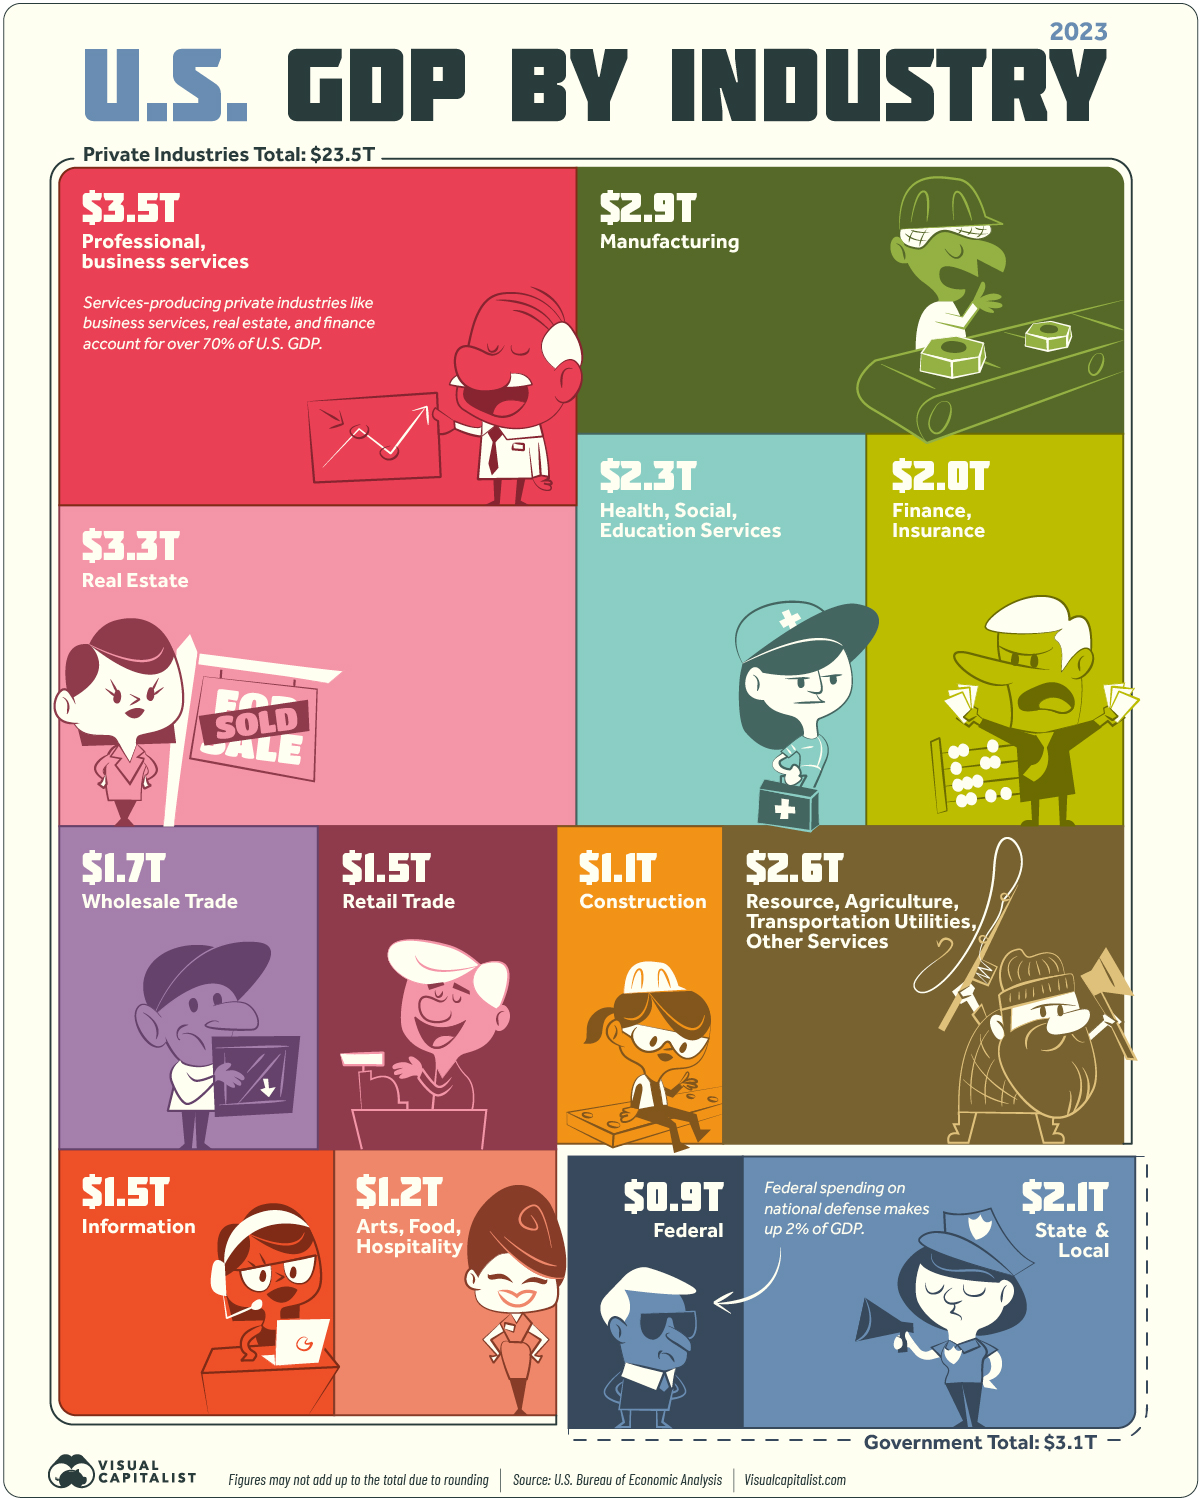 2023
U.S. GDP BY INDUSTRY
Private Industries Total: $23.5T
$3.5T
Professional,
business services
Services-producing private industries like
business services, real estate, and finance
account for over 70% of U.S. GDP.
$2.9T
Manufacturing
$3.3T
Real Estate
FOR
SOLD
SALE
$2.3T
Health, Social,
Education Services
$2.0T
Finance,
Insurance
$1.7T
Wholesale Trade
$1.5T
Retail Trade
$1.1T
Construction
$2.6T
Resource, Agriculture,
Transportation Utilities,
Other Services
$1.5T
Information
$1.2T
Arts, Food,
Hospitality
$0.9T
Federal
Federal spending on
national defense makes
up 2% of GDP.
$2.1T
State &
Local
Government Total: $3.1T
VISUAL
CAPITALIST
Figures may not add up to the total due to rounding
Source: U.S. Bureau of Economic Analysis
Visualcapitalist.com